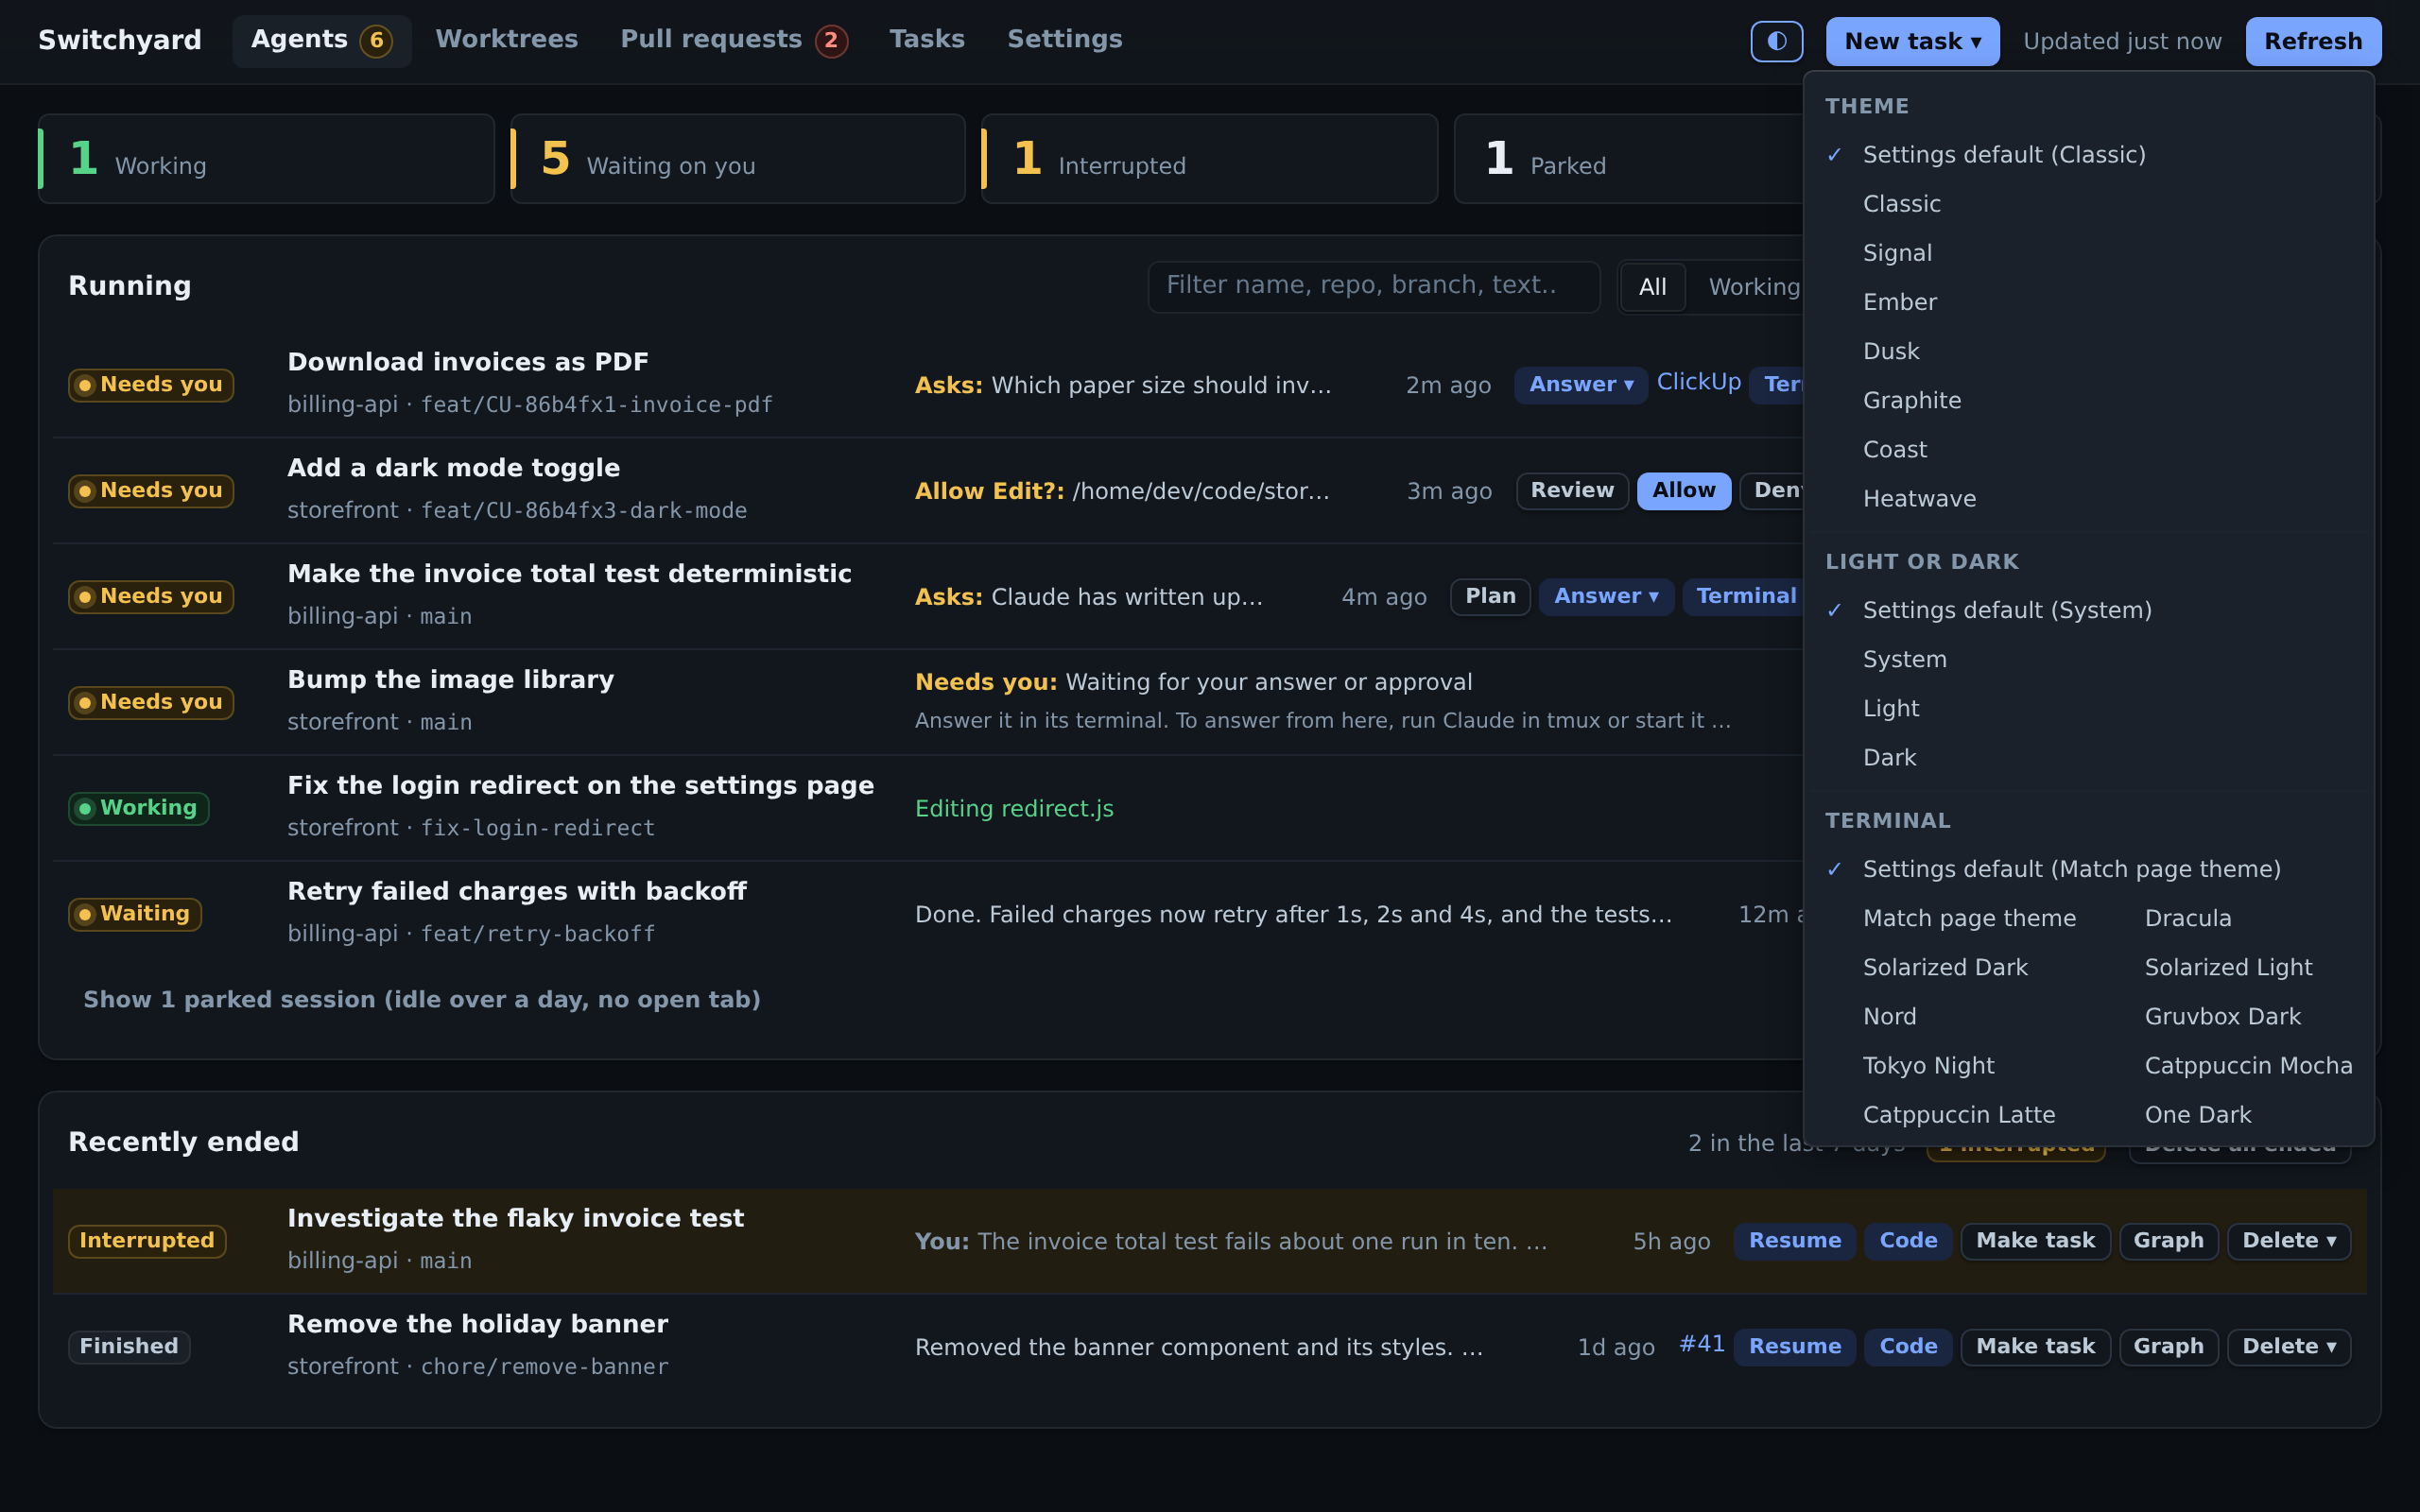 Switchyard Agents 6 Worktrees Pull requests 2 Tasks Settings New task ▾ Updated just now Refresh
1 Working 5 Waiting on you 1 Interrupted 1 Parked
Running Filter name, repo, branch, text.. All Working
Needs you Download invoices as PDF
billing-api · feat/CU-86b4fx1-invoice-pdf
Asks: Which paper size should inv… 2m ago Answer ▾ ClickUp
Needs you Add a dark mode toggle
storefront · feat/CU-86b4fx3-dark-mode
Allow Edit?: /home/dev/code/stor… 3m ago Review Allow
Needs you Make the invoice total test deterministic
billing-api · main
Asks: Claude has written up… 4m ago Plan Answer ▾ Terminal
Needs you Bump the image library
storefront · main
Needs you: Waiting for your answer or approval
Answer it in its terminal. To answer from here, run Claude in tmux or start it …
Working Fix the login redirect on the settings page
storefront · fix-login-redirect
Editing redirect.js
Waiting Retry failed charges with backoff
billing-api · feat/retry-backoff
Done. Failed charges now retry after 1s, 2s and 4s, and the tests… 12m
Show 1 parked session (idle over a day, no open tab)
THEME
✓ Settings default (Classic)
Classic
Signal
Ember
Dusk
Graphite
Coast
Heatwave
LIGHT OR DARK
✓ Settings default (System)
System
Light
Dark
TERMINAL
✓ Settings default (Match page theme)
Match page theme Dracula
Solarized Dark Solarized Light
Nord Gruvbox Dark
Tokyo Night Catppuccin Mocha
Catppuccin Latte One Dark
Recently ended 2 in the last 7 days 1 interrupted Delete all ended
Interrupted Investigate the flaky invoice test
billing-api · main
You: The invoice total test fails about one run in ten. … 5h ago Resume Code Make task Graph Delete ▾
Finished Remove the holiday banner
storefront · chore/remove-banner
Removed the banner component and its styles. … 1d ago #41 Resume Code Make task Graph Delete ▾